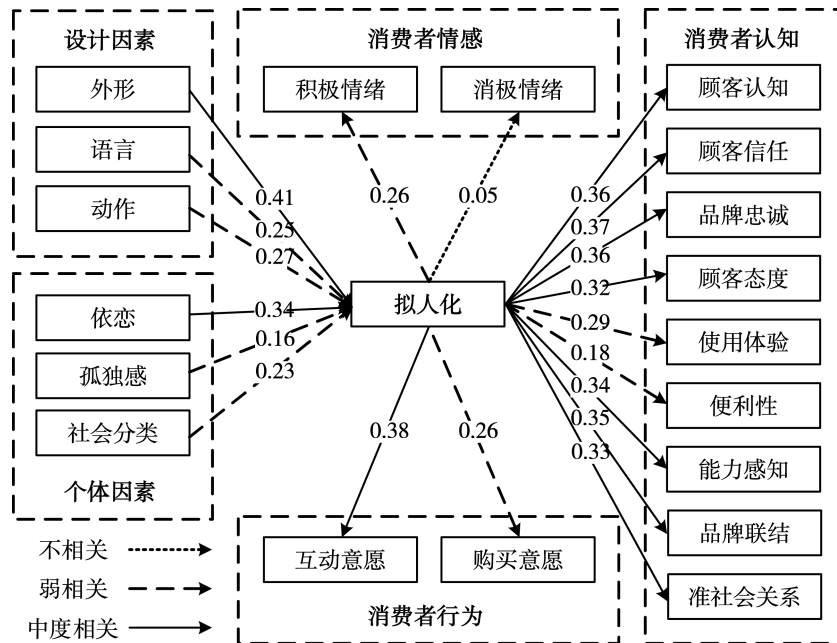 设计因素
外形
语言
动作
0.41
0.25
0.27
消费者情感
积极情绪
消极情绪
0.26
0.05
依恋
孤独感
社会分类
个体因素
0.34
0.16
0.23
拟人化
0.38
0.26
互动意愿
购买意愿
消费者行为
消费者认知
顾客认知
顾客信任
品牌忠诚
顾客态度
使用体验
便利性
能力感知
品牌联结
准社会关系
0.36
0.37
0.36
0.32
0.29
0.18
0.34
0.35
0.33
不相关
弱相关
中度相关